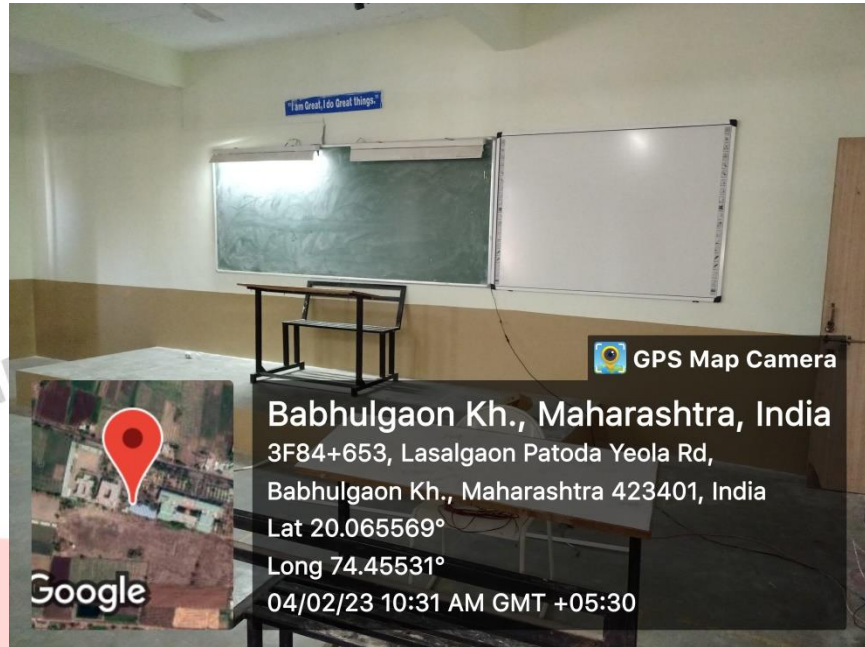 "I am Great, I do Great things."
GPS Map Camera
Babhulgaon Kh., Maharashtra, India
3F84+653, Lasalgaon Patoda Yeola Rd,
Babhulgaon Kh., Maharashtra 423401, India
Lat 20.065569°
Long 74.45531°
04/02/23 10:31 AM GMT +05:30
Google